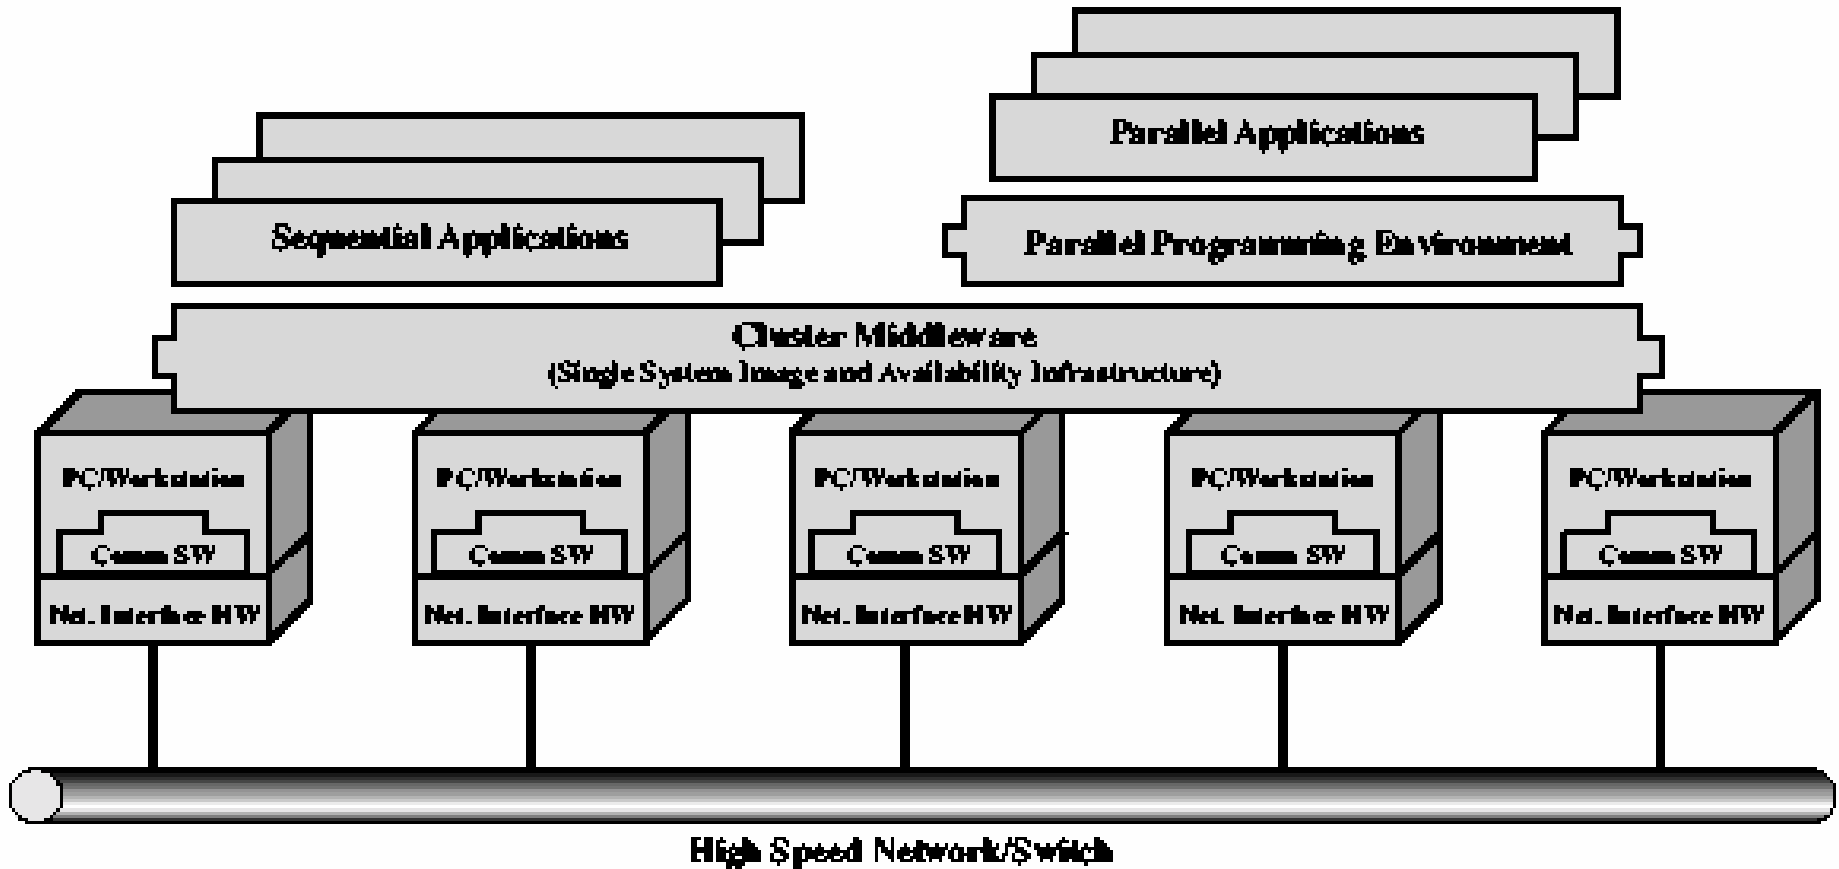 Parallel Applications
Sequential Applications
Parallel Programming Environment
Cluster Middleware
(Single System Image and Availability Infrastructure)
PC/Workstation
PC/Workstation
PC/Workstation
PC/Workstation
PC/Workstation
Comm SW
Comm SW
Comm SW
Comm SW
Comm SW
Net. Interface HW
Net. Interface HW
Net. Interface HW
Net. Interface HW
Net. Interface HW
High Speed Network/Switch